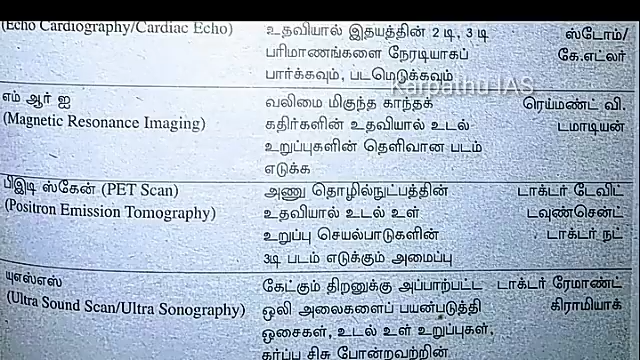 (Echo Cardiography/Cardiac Echo) உதவியால் இதயத்தின் 2 டி, 3 டி ஸ்டோம்/
பரிமாணங்களை நேரடியாகப் கே.எட்லர்
பார்க்கவும், படமெடுக்கவும்
Karpathu IAS
எம் ஆர் ஐ வலிமை மிகுந்த காந்தக் ரெய்மண்ட் வி.
(Magnetic Resonance Imaging) கதிர்களின் உதவியால் உடல் டமாடியன்
உறுப்புகளின் தெளிவான படம்
எடுக்க
பிஇடி ஸ்கேன் (PET Scan) அணு தொழில்நுட்பத்தின் டாக்டர் டேவிட்
(Positron Emission Tomography) உதவியால் உடல் உள் டவுண்சென்ட்
உறுப்பு செயல்பாடுகளின் டாக்டர் நட்
3டி படம் எடுக்கும் அமைப்பு
யுஎஸ்எஸ் கேட்கும் திறனுக்கு அப்பாற்பட்ட டாக்டர் ரேமாண்ட்
(Ultra Sound Scan/Ultra Sonography) ஒலி அலைகளைப் பயன்படுத்தி கிராமியாக்
ஒசைகள், உடல் உள் உறுப்புகள்,
கர்ப்ப சிசு போன்றவற்றின்